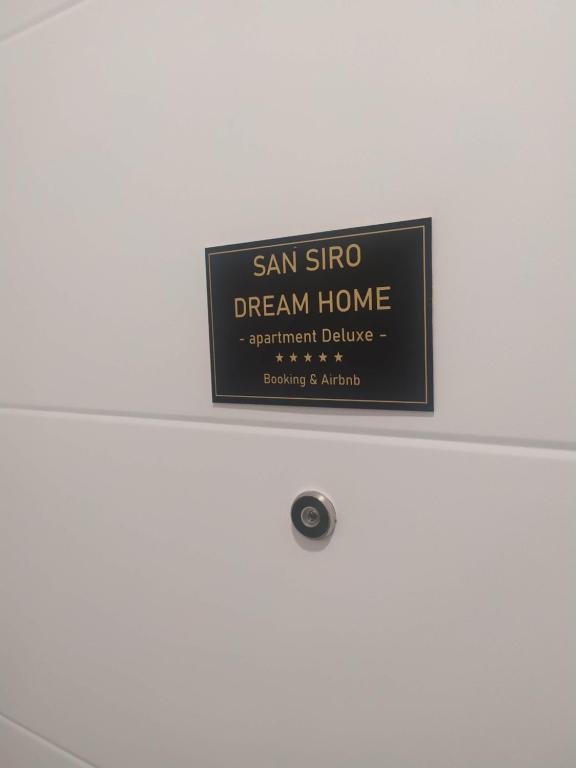 SAN SIRO
DREAM HOME
- apartment Deluxe -
★ ★ ★ ★ ★
Booking & Airbnb